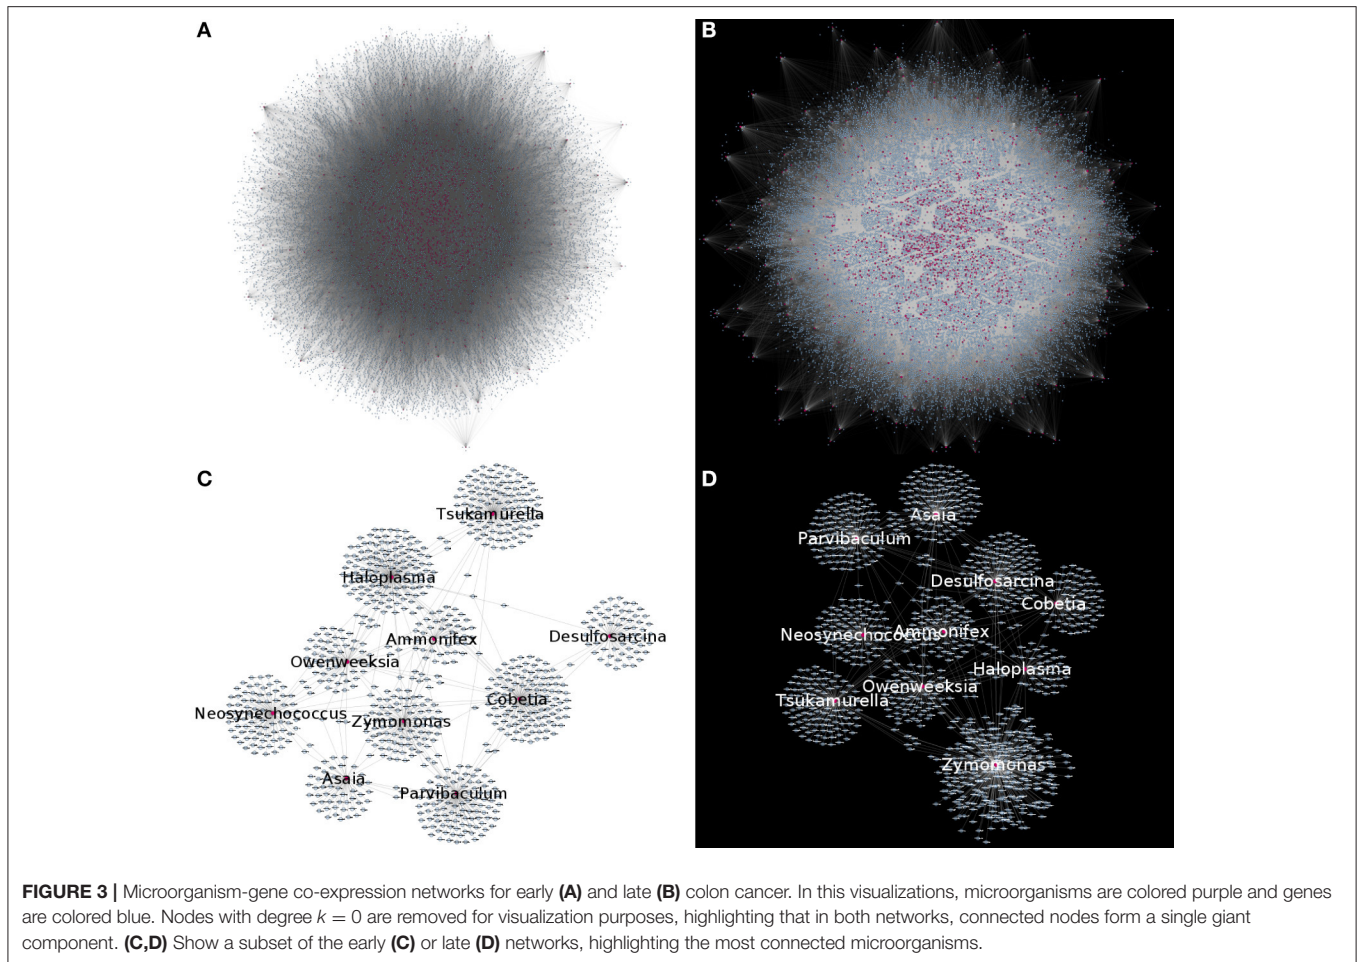 A
B
C
Tsukamurella
Haloplasma
Ammonifex
Desulfosarcina
Owenweeksia
Cobetia
Neosynechococcus
Zymomonas
Asaia
Parvibaculum
D
Asaia
Parvibaculum
Desulfosarcina
Cobetia
Neosynechococcus
Ammonifex
Haloplasma
Owenweeksia
Tsukamurella
Zymomonas
FIGURE 3 | Microorganism-gene co-expression networks for early (A) and late (B) colon cancer. In this visualizations, microorganisms are colored purple and genes
are colored blue. Nodes with degree k = 0 are removed for visualization purposes, highlighting that in both networks, connected nodes form a single giant
component. (C,D) Show a subset of the early (C) or late (D) networks, highlighting the most connected microorganisms.